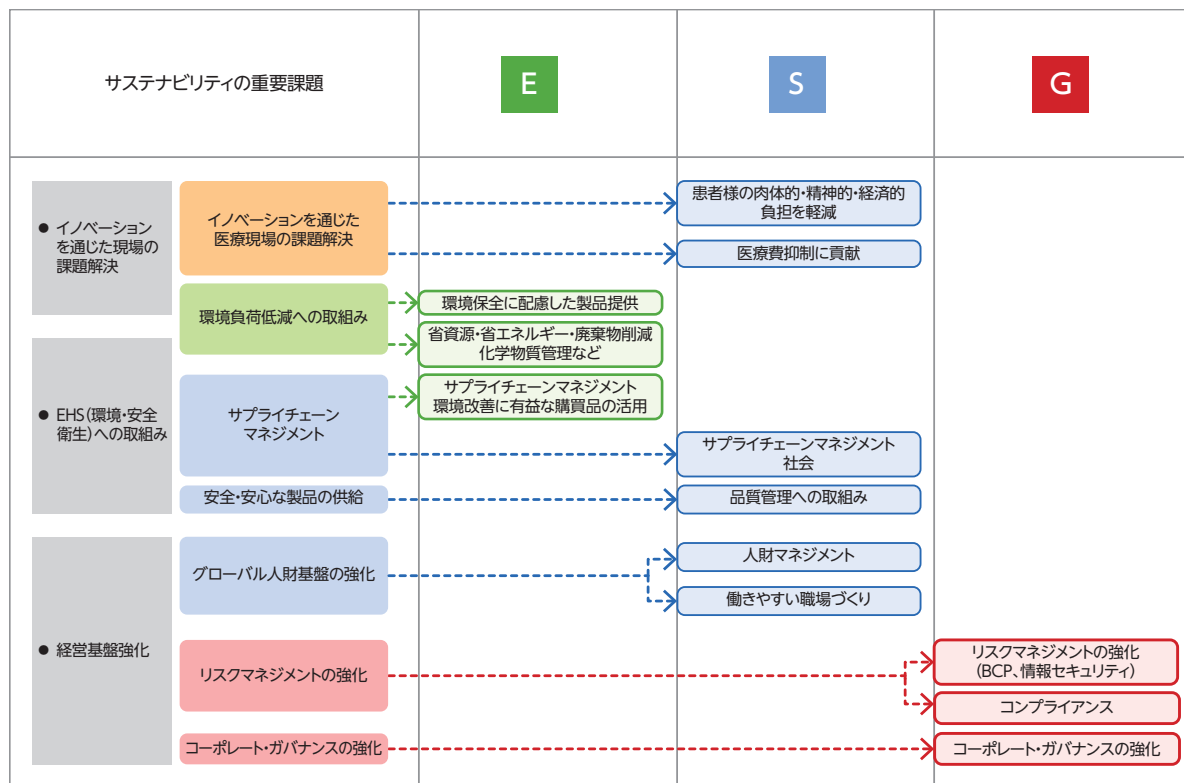 サステナビリティの重要課題
E
S
G
● イノベーション
を通じた現場の
課題解決
イノベーションを通じた
医療現場の課題解決
患者様の肉体的・精神的・経済的
負担を軽減
医療費抑制に貢献
環境負荷低減への取組み
環境保全に配慮した製品提供
省資源・省エネルギー・廃棄物削減
化学物質管理など
● EHS(環境・安全
衛生)への取組み
サプライチェーン
マネジメント
サプライチェーンマネジメント
環境改善に有益な購買品の活用
サプライチェーンマネジメント
社会
安全・安心な製品の供給
品質管理への取組み
● 経営基盤強化
グローバル人財基盤の強化
人財マネジメント
働きやすい職場づくり
リスクマネジメントの強化
リスクマネジメントの強化
(BCP、情報セキュリティ)
コンプライアンス
コーポレート・ガバナンスの強化
コーポレート・ガバナンスの強化